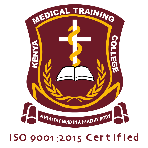 KENYA
MEDICAL TRAINING
COLLEGE
ISO 9001:2015 Certified